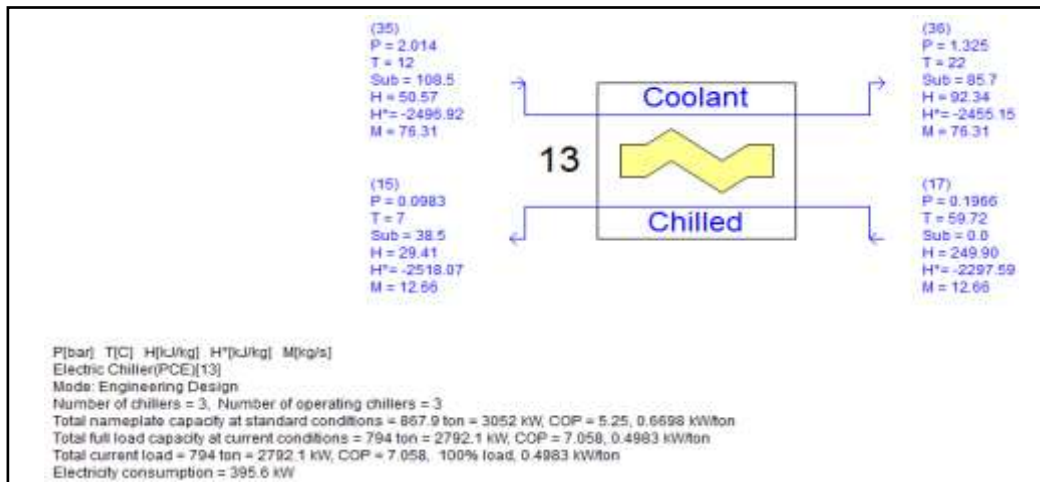 (35)
P = 2.014
T = 12
Sub = 108.5
H = 50.57
H*= -2496.92
M = 76.31
(36)
P = 1.325
T = 22
Sub = 85.7
H = 92.34
H*= -2455.15
M = 76.31
Coolant
13
Chilled
(15)
P = 0.0983
T = 7
Sub = 38.5
H = 29.41
H*= -2518.07
M = 12.66
(17)
P = 0.1966
T = 59.72
Sub = 0.0
H = 249.90
H*= -2297.59
M = 12.66
P[bar] T[C] H[kJ/kg] H*[kJ/kg] M[kg/s]
Electric Chiller(PCE)[13]
Mode: Engineering Design
Number of chillers = 3, Number of operating chillers = 3
Total nameplate capacity at standard conditions = 867.9 ton = 3052 kW, COP = 5.25, 0.6698 kW/ton
Total full load capacity at current conditions = 794 ton = 2792.1 kW, COP = 7.058, 0.4983 kW/ton
Total current load = 794 ton = 2792.1 kW, COP = 7.058, 100% load, 0.4983 kW/ton
Electricity consumption = 395.6 kW